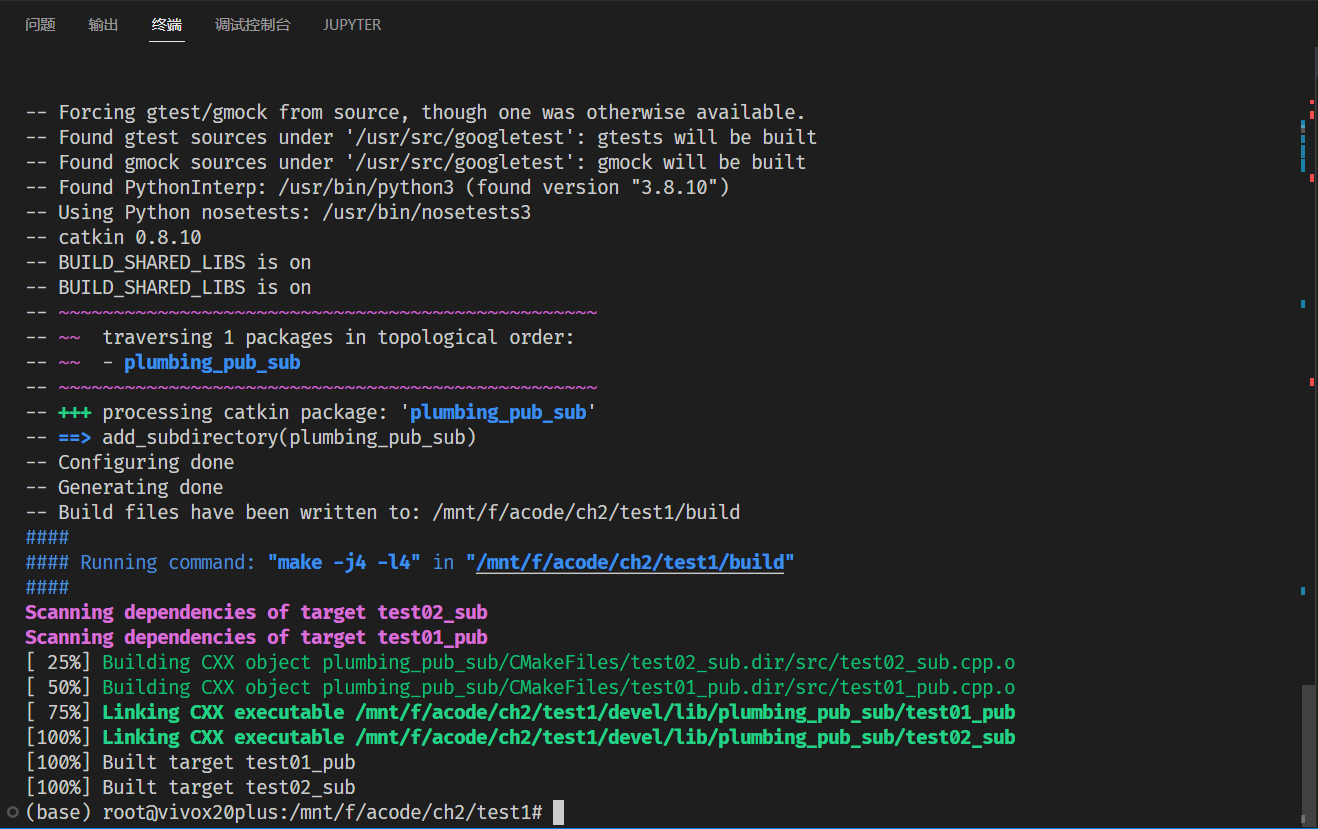 问题 输出 终端 调试控制台 JUPYTER
-- Forcing gtest/gmock from source, though one was otherwise available.
-- Found gtest sources under '/usr/src/googletest': gtests will be built
-- Found gmock sources under '/usr/src/googletest': gmock will be built
-- Found PythonInterp: /usr/bin/python3 (found version "3.8.10")
-- Using Python nosetests: /usr/bin/nosetests3
-- catkin 0.8.10
-- BUILD_SHARED_LIBS is on
-- BUILD_SHARED_LIBS is on
-- ~~~~~~~~~~~~~~~~~~~~~~~~~~~~~~~~~~~~~~~~~~~~~~~~~
-- ~~  traversing 1 packages in topological order:
-- ~~  - plumbing_pub_sub
-- ~~~~~~~~~~~~~~~~~~~~~~~~~~~~~~~~~~~~~~~~~~~~~~~~~
-- +++ processing catkin package: 'plumbing_pub_sub'
-- ==> add_subdirectory(plumbing_pub_sub)
-- Configuring done
-- Generating done
-- Build files have been written to: /mnt/f/acode/ch2/test1/build
####
#### Running command: "make -j4 -l4" in "/mnt/f/acode/ch2/test1/build"
####
Scanning dependencies of target test02_sub
Scanning dependencies of target test01_pub
[ 25%] Building CXX object plumbing_pub_sub/CMakeFiles/test02_sub.dir/src/test02_sub.cpp.o
[ 50%] Building CXX object plumbing_pub_sub/CMakeFiles/test01_pub.dir/src/test01_pub.cpp.o
[ 75%] Linking CXX executable /mnt/f/acode/ch2/test1/devel/lib/plumbing_pub_sub/test01_pub
[100%] Linking CXX executable /mnt/f/acode/ch2/test1/devel/lib/plumbing_pub_sub/test02_sub
[100%] Built target test01_pub
[100%] Built target test02_sub
(base) root@vivox20plus:/mnt/f/acode/ch2/test1#